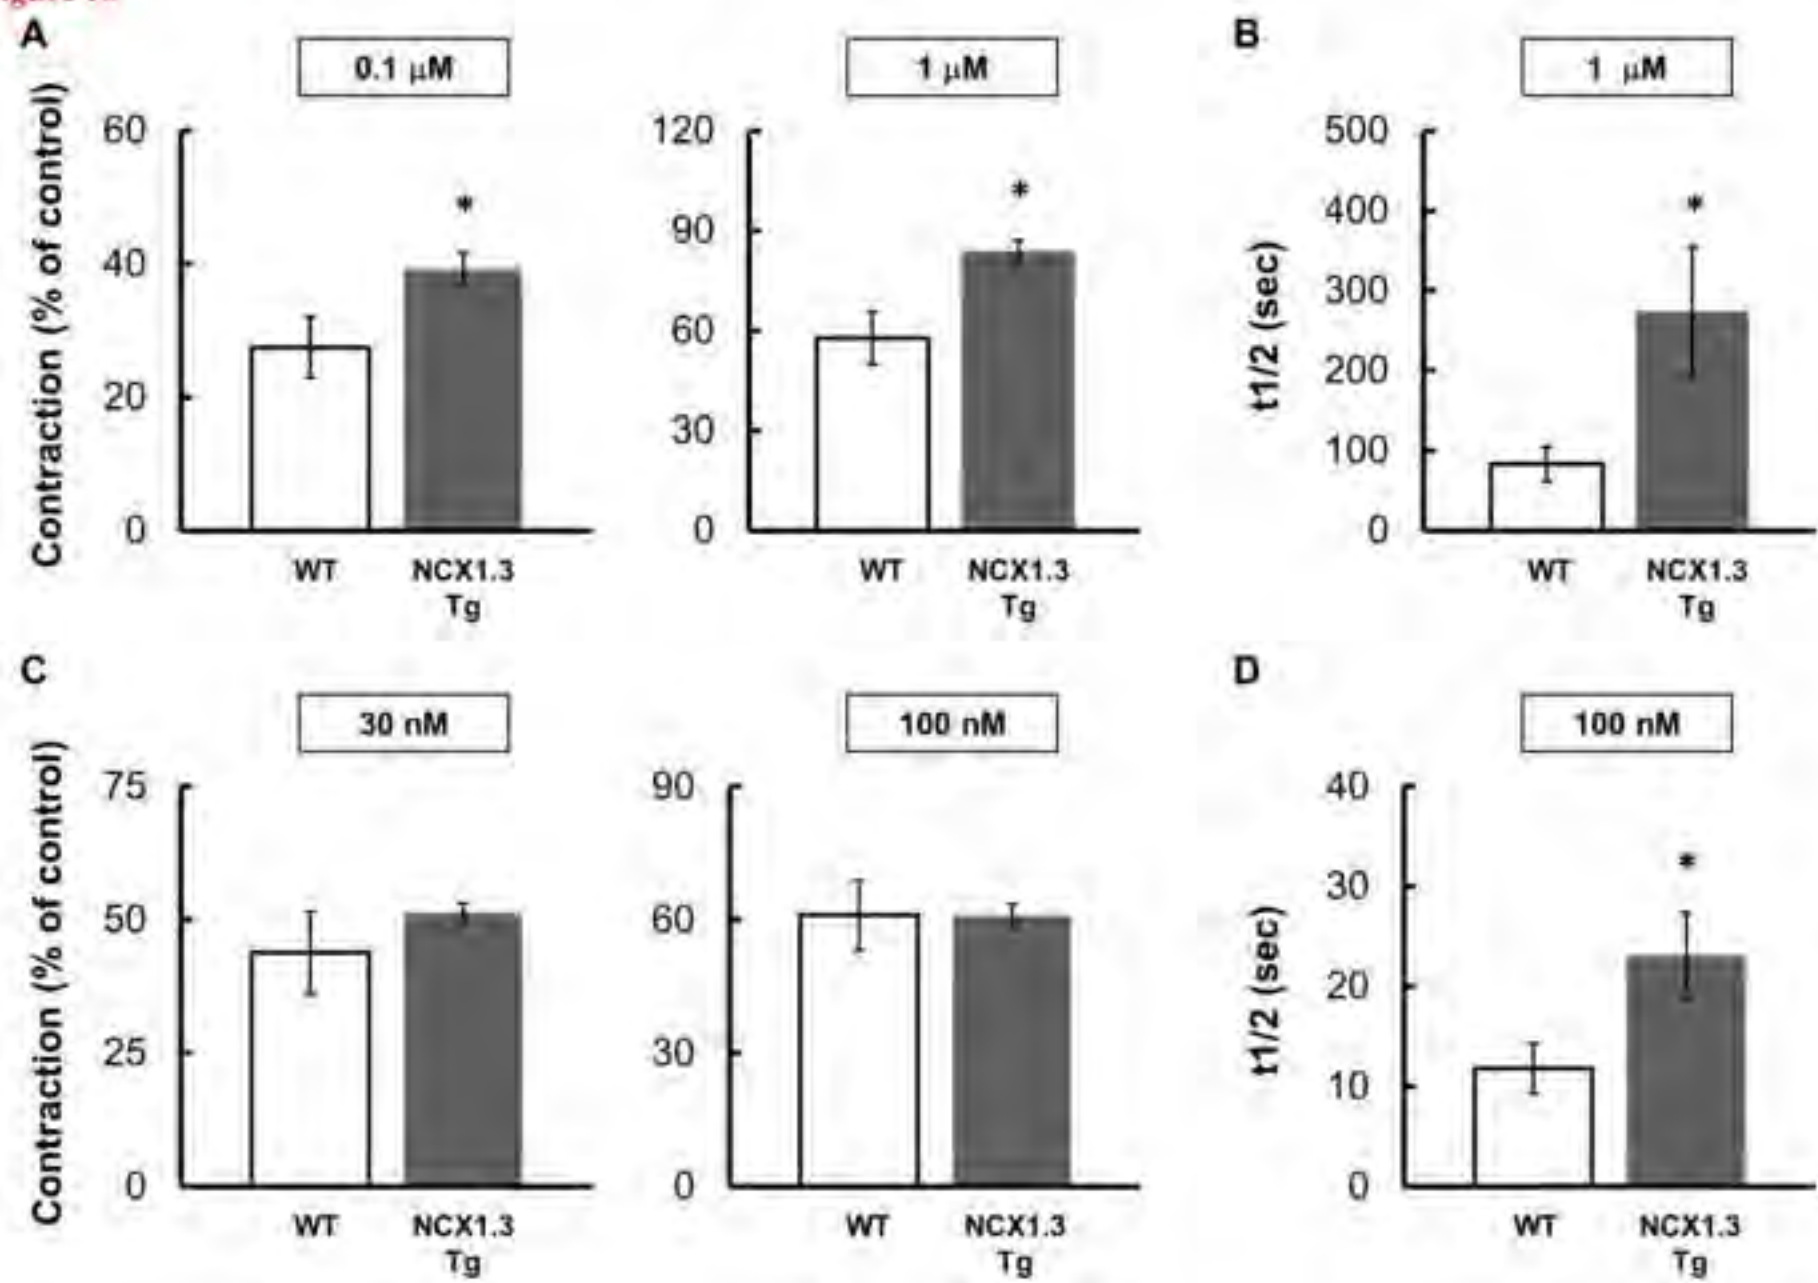 A
0.1 μM
1 μM
B
1 μM
Contraction (% of control)
60
40
20
0
*
WT
NCX1.3
Tg
120
90
60
30
0
*
WT
NCX1.3
Tg
t1/2 (sec)
500
400
300
200
100
0
*
WT
NCX1.3
Tg
C
30 nM
100 nM
D
100 nM
Contraction (% of control)
75
50
25
0
WT
NCX1.3
Tg
90
60
30
0
WT
NCX1.3
Tg
t1/2 (sec)
40
30
20
10
0
*
WT
NCX1.3
Tg